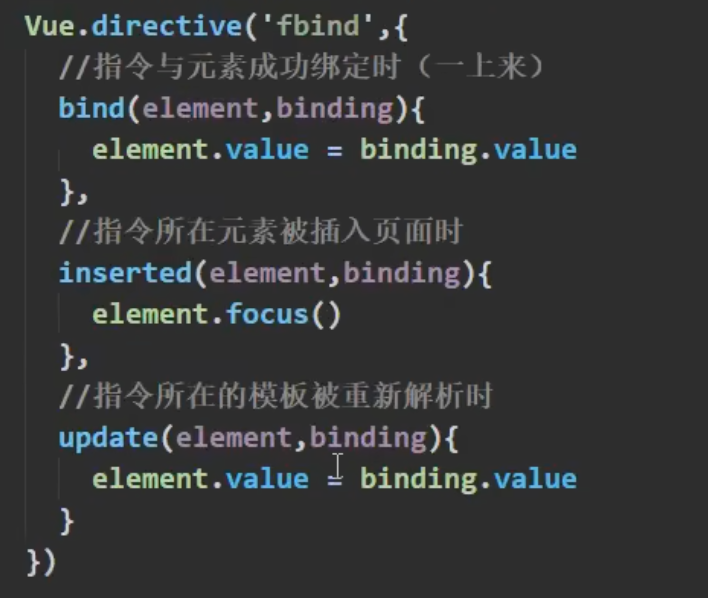 Vue.directive('fbind',{
//指令与元素成功绑定时（一上来）
bind(element,binding){
element.value = binding.value
},
//指令所在元素被插入页面时
inserted(element,binding){
element.focus()
},
//指令所在的模板被重新解析时
update(element,binding){
element.value = binding.value
}
})